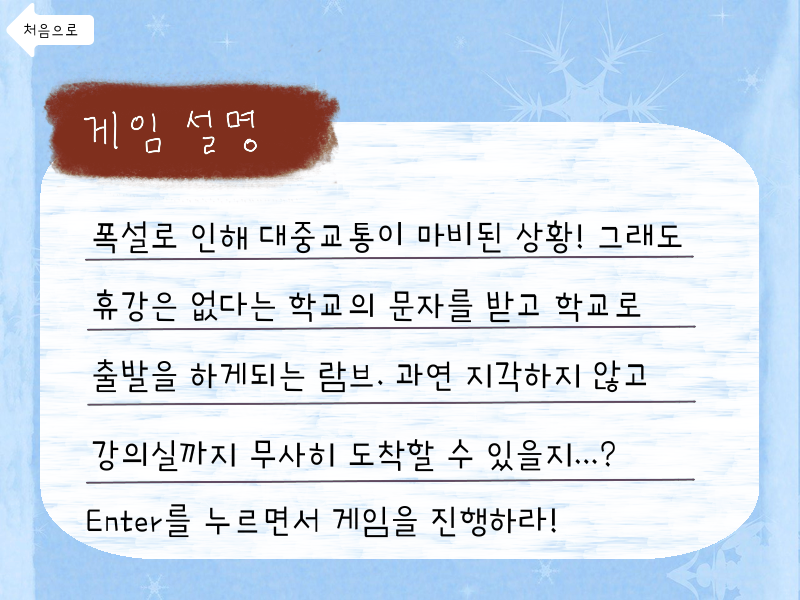 처음으로
게임 설명
폭설로 인해 대중교통이 마비된 상황! 그래도
휴강은 없다는 학교의 문자를 받고 학교로
출발을 하게되는 람브. 과연 지각하지 않고
강의실까지 무사히 도착할 수 있을지...?
Enter를 누르면서 게임을 진행하라!